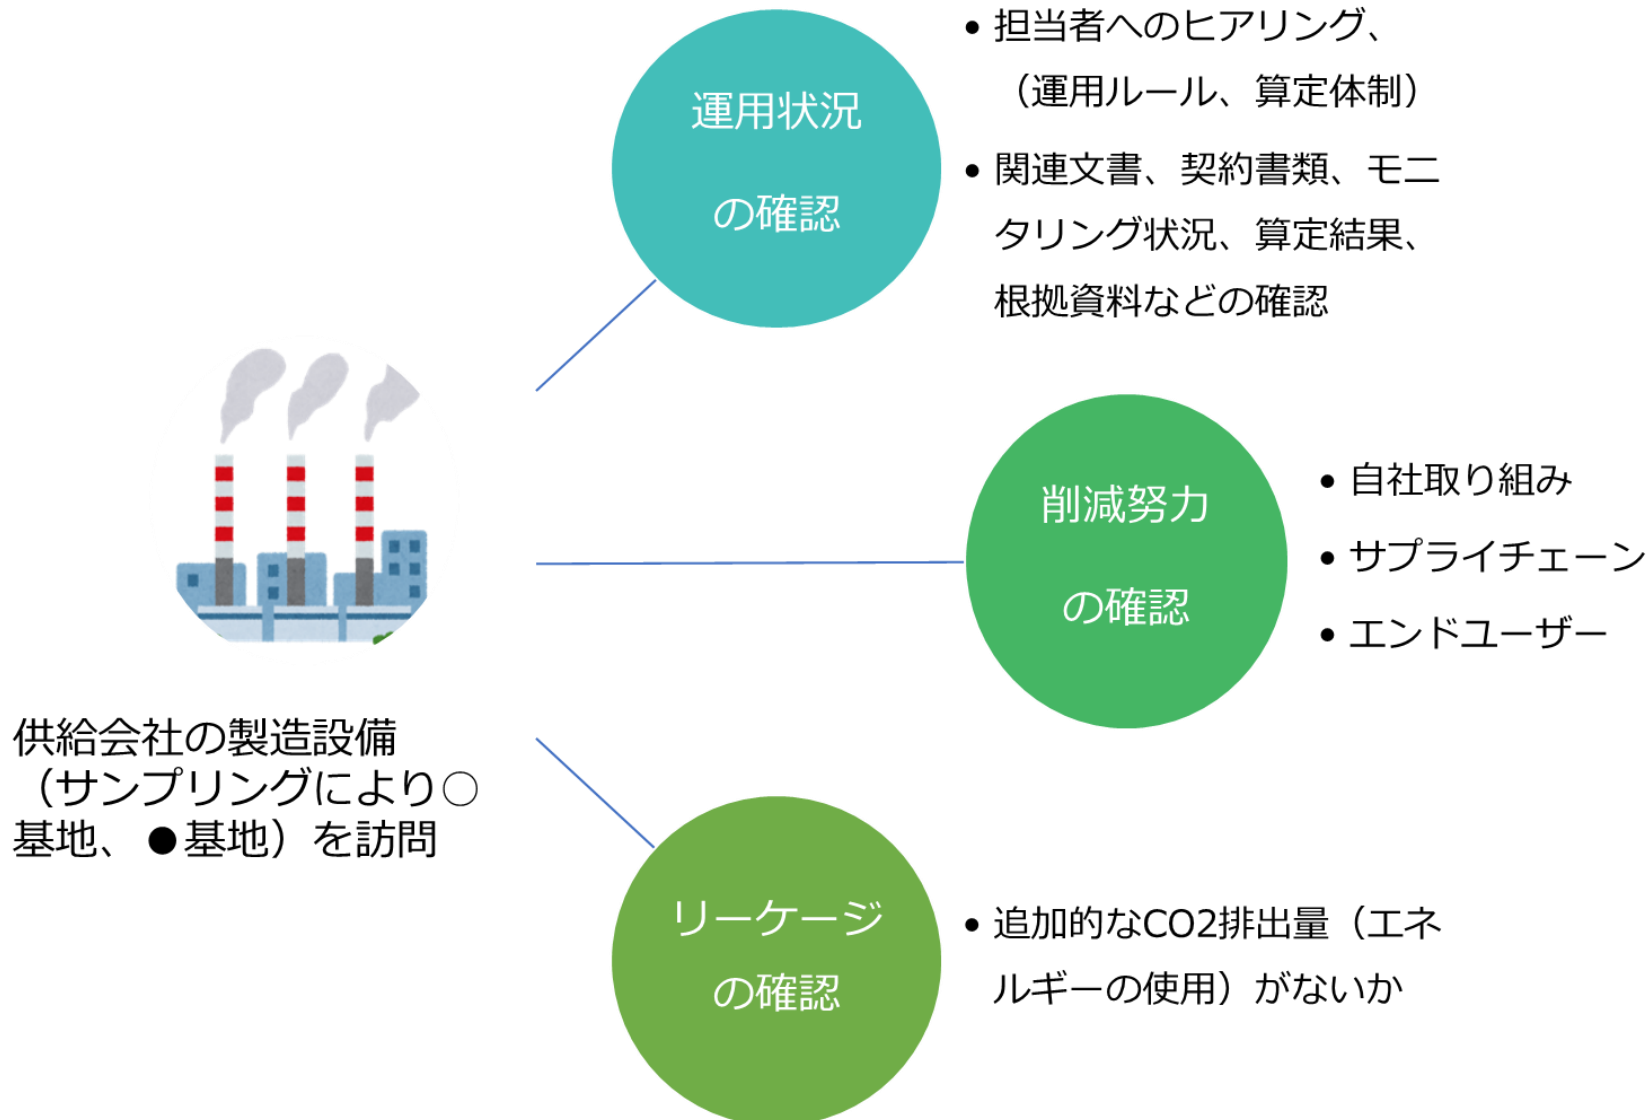 運用状況
の確認
• 担当者へのヒアリング、
（運用ルール、算定体制）
• 関連文書、契約書類、モニ
タリング状況、算定結果、
根拠資料などの確認
削減努力
の確認
• 自社取り組み
• サプライチェーン
• エンドユーザー
供給会社の製造設備
（サンプリングにより○
基地、●基地）を訪問
リーケージ
の確認
• 追加的なCO2排出量（エネ
ルギーの使用）がないか